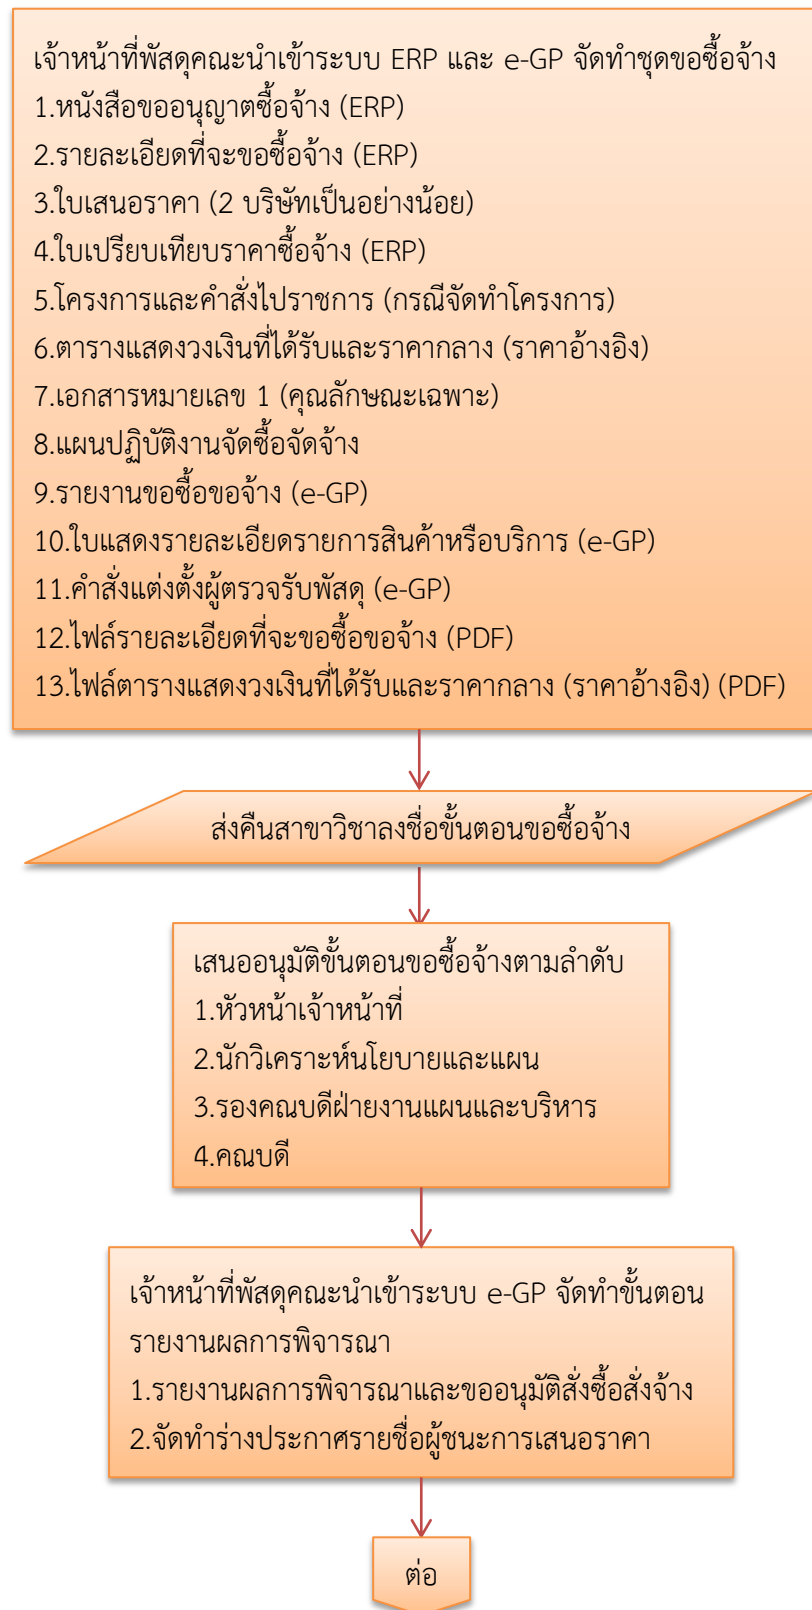 เจ้าหน้าที่พัสดุคณะนำเข้าระบบ ERP และ e-GP จัดทำชุดขอซื้อจ้าง
1.หนังสือขออนุญาตซื้อจ้าง (ERP)
2.รายละเอียดที่จะขอซื้อจ้าง (ERP)
3.ใบเสนอราคา (2 บริษัทเป็นอย่างน้อย)
4.ใบเปรียบเทียบราคาซื้อจ้าง (ERP)
5.โครงการและคำสั่งไปราชการ (กรณีจัดทำโครงการ)
6.ตารางแสดงวงเงินที่ได้รับและราคากลาง (ราคาอ้างอิง)
7.เอกสารหมายเลข 1 (คุณลักษณะเฉพาะ)
8.แผนปฏิบัติงานจัดซื้อจัดจ้าง
9.รายงานขอซื้อขอจ้าง (e-GP)
10.ใบแสดงรายละเอียดรายการสินค้าหรือบริการ (e-GP)
11.คำสั่งแต่งตั้งผู้ตรวจรับพัสดุ (e-GP)
12.ไฟล์รายละเอียดที่จะขอซื้อขอจ้าง (PDF)
13.ไฟล์ตารางแสดงวงเงินที่ได้รับและราคากลาง (ราคาอ้างอิง) (PDF)
ส่งคืนสาขาวิชาลงชื่อขั้นตอนขอซื้อจ้าง
เสนออนุมัติขั้นตอนขอซื้อจ้างตามลำดับ
1.หัวหน้าเจ้าหน้าที่
2.นักวิเคราะห์นโยบายและแผน
3.รองคณบดีฝ่ายงานแผนและบริหาร
4.คณบดี
เจ้าหน้าที่พัสดุคณะนำเข้าระบบ e-GP จัดทำขั้นตอน
รายงานผลการพิจารณา
1.รายงานผลการพิจารณาและขออนุมัติสั่งซื้อสั่งจ้าง
2.จัดทำร่างประกาศรายชื่อผู้ชนะการเสนอราคา
ต่อ